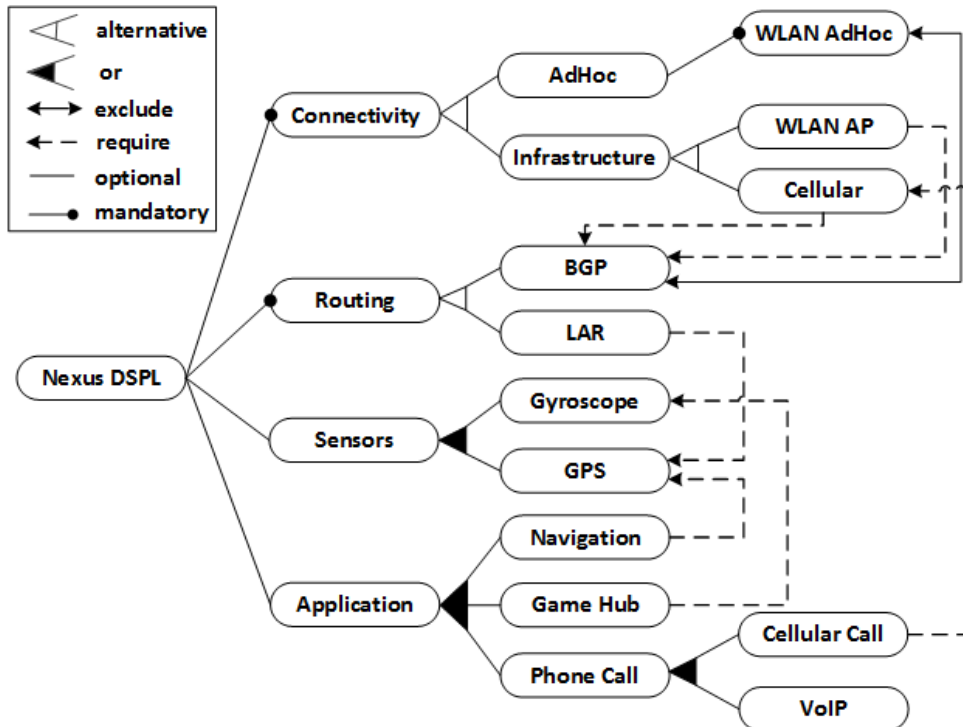 alternative
or
exclude
require
optional
mandatory
WLAN AdHoc
AdHoc
Connectivity
WLAN AP
Infrastructure
Cellular
BGP
Routing
LAR
Nexus DSPL
Gyroscope
Sensors
GPS
Navigation
Application
Game Hub
Cellular Call
Phone Call
VoIP